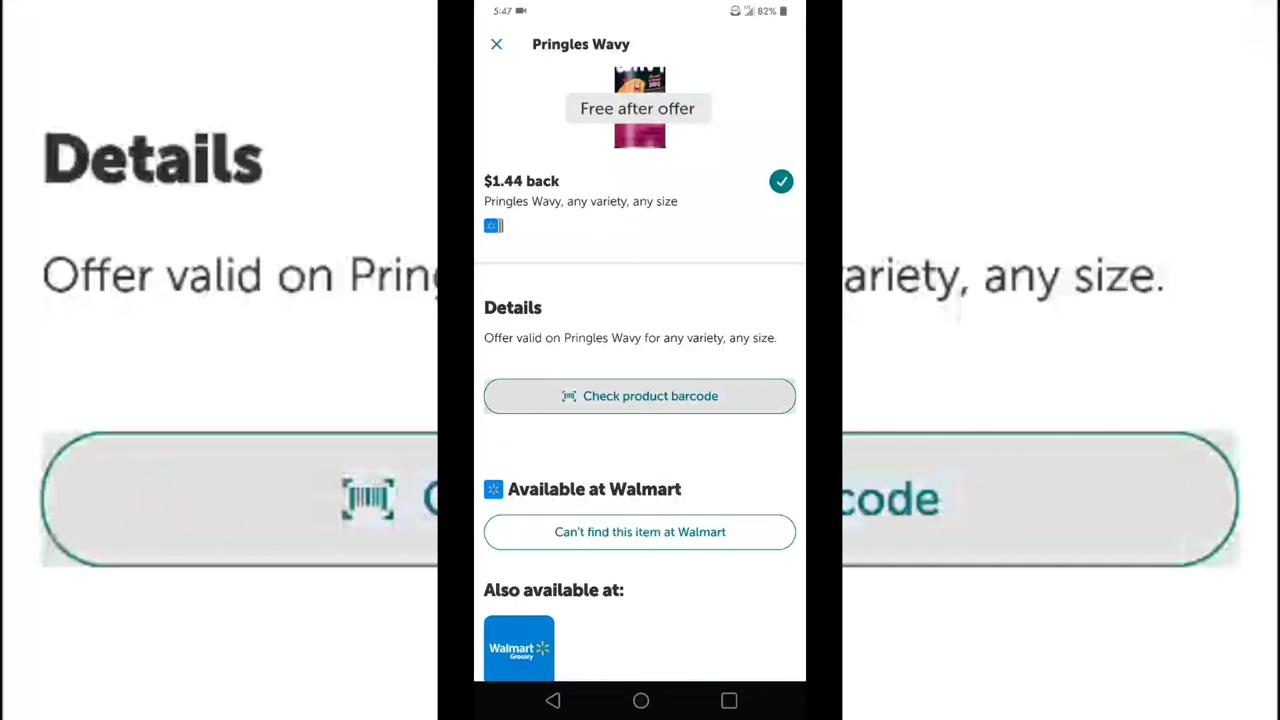 5:47
82%
Pringles Wavy
Free after offer
$1.44 back
Pringles Wavy, any variety, any size
Details
Offer valid on Pringles Wavy for any variety, any size.
Check product barcode
Available at Walmart
Can't find this item at Walmart
Also available at:
Walmart
Grocery
Details
Offer valid on Pring
ariety, any size.
code